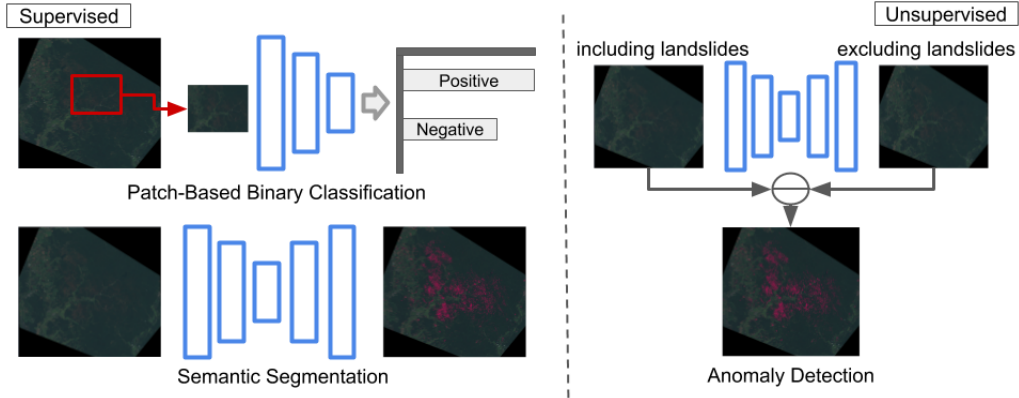 Supervised
Positive
Negative
Patch-Based Binary Classification
Semantic Segmentation
Unsupervised
including landslides
excluding landslides
Anomaly Detection